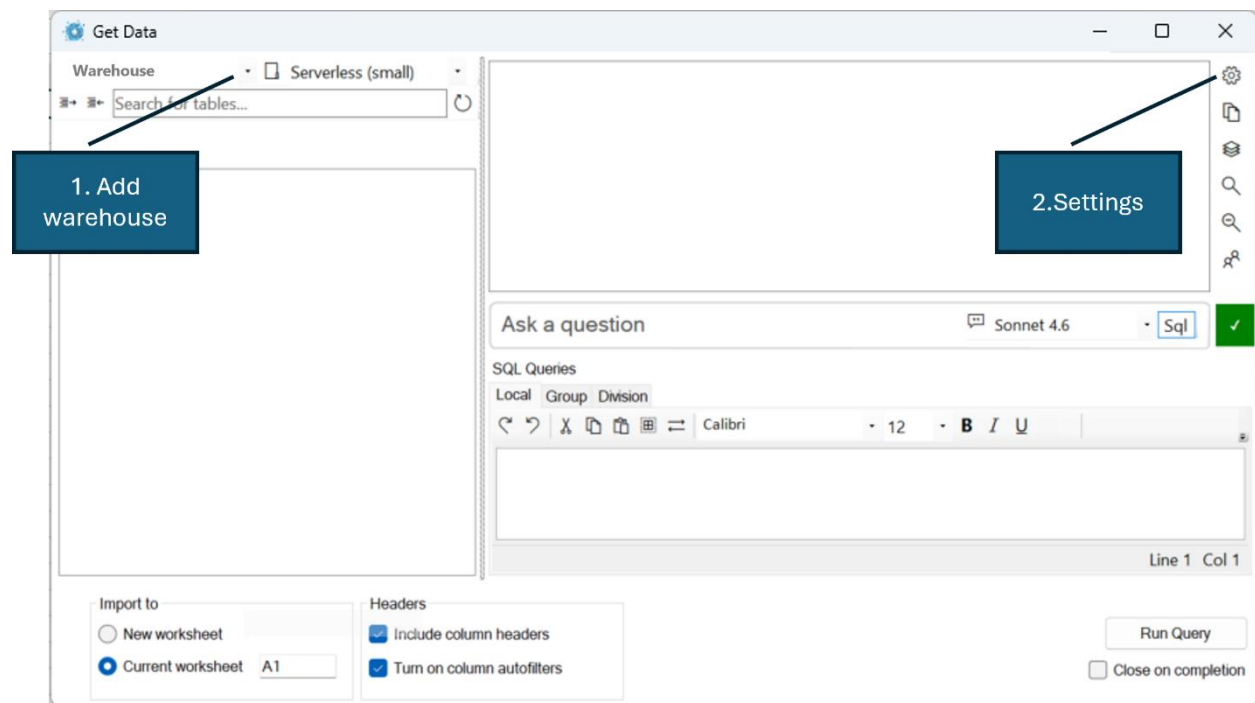 Get Data
Warehouse
Serverless (small)
Search for tables...
1. Add
warehouse
2.Settings
Ask a question
Sonnet 4.6
Sql
SQL Queries
Local Group Division
Calibri
12
B I U
Line 1 Col 1
Import to
New worksheet
Current worksheet A1
Headers
Include column headers
Turn on column autofilters
Run Query
Close on completion